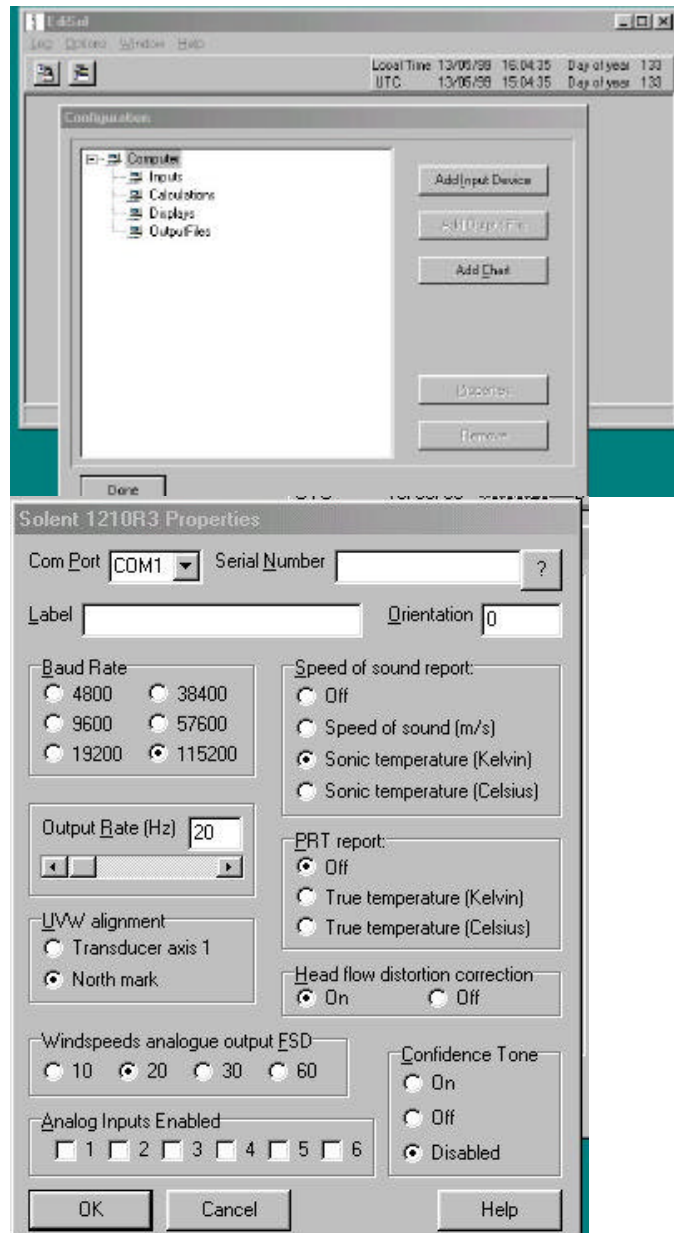 EdiSol
Log Options Window Help
Local Time 13/05/99 16:04:35 Day of year 133
UTC 13/05/99 15:04:35 Day of year 133
Configuration
Computer
Inputs
Calculations
Displays
OutputFiles
Add Input Device
Add Output File
Add Chart
Properties
Remove
Done
Solent 1210R3 Properties
Com Port COM1 Serial Number ?
Label Orientation 0
Baud Rate
4800 38400
9600 57600
19200 115200
Speed of sound report:
Off
Speed of sound (m/s)
Sonic temperature (Kelvin)
Sonic temperature (Celsius)
Output Rate (Hz) 20
PRT report:
Off
True temperature (Kelvin)
True temperature (Celsius)
UVW alignment
Transducer axis 1
North mark
Head flow distortion correction
On Off
Windspeeds analogue output FSD
10 20 30 60
Confidence Tone
On
Off
Disabled
Analog Inputs Enabled
1 2 3 4 5 6
OK Cancel Help